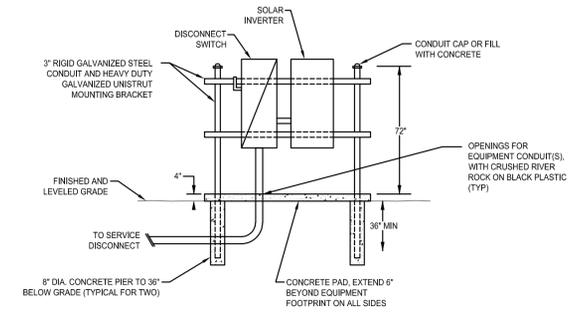 SOLAR
INVERTER
DISCONNECT
SWITCH
CONDUIT CAP OR FILL
WITH CONCRETE
3" RIGID GALVANIZED STEEL
CONDUIT AND HEAVY DUTY
GALVANIZED UNISTRUT
MOUNTING BRACKET
72"
OPENINGS FOR
EQUIPMENT CONDUIT(S),
WITH CRUSHED RIVER
ROCK ON BLACK PLASTIC
(TYP)
4"
FINISHED AND
LEVELED GRADE
36" MIN
TO SERVICE
DISCONNECT
8" DIA. CONCRETE PIER TO 36"
BELOW GRADE (TYPICAL FOR TWO)
CONCRETE PAD, EXTEND 6"
BEYOND EQUIPMENT
FOOTPRINT ON ALL SIDES